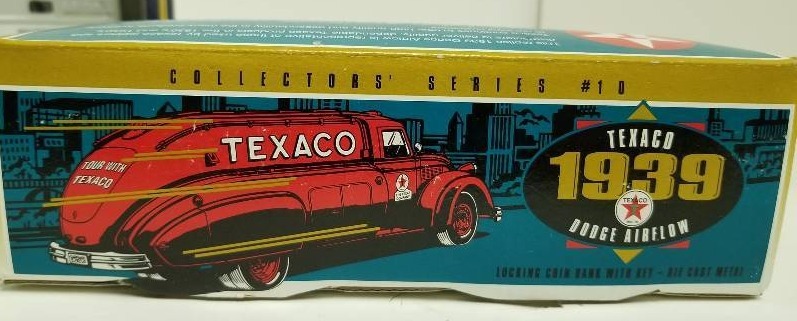 COLLECTORS' SERIES #10
TEXACO
TOUR WITH
TEXACO
TEXACO
1939
TEXACO
DODGE AIRFLOW
LOCKING COIN BANK WITH KEY - DIE CAST METAL